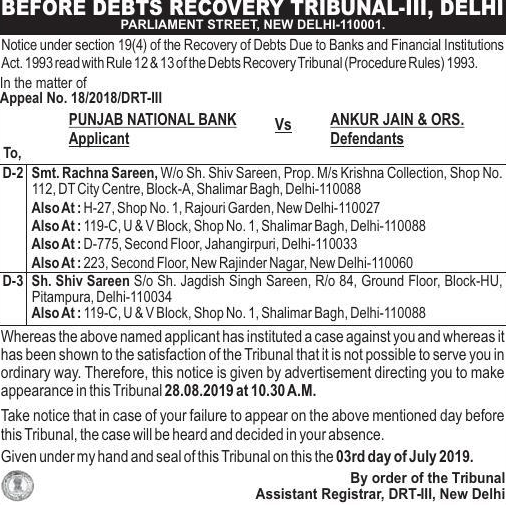 BEFORE DEBTS RECOVERY TRIBUNAL-III, DELHI
PARLIAMENT STREET, NEW DELHI-110001.
Notice under section 19(4) of the Recovery of Debts Due to Banks and Financial Institutions
Act. 1993 read with Rule 12 & 13 of the Debts Recovery Tribunal (Procedure Rules) 1993.
In the matter of
Appeal No. 18/2018/DRT-III
PUNJAB NATIONAL BANK Vs ANKUR JAIN & ORS.
Applicant Defendants
To,
D-2 Smt. Rachna Sareen, W/o Sh. Shiv Sareen, Prop. M/s Krishna Collection, Shop No.
112, DT City Centre, Block-A, Shalimar Bagh, Delhi-110088
Also At : H-27, Shop No. 1, Rajouri Garden, New Delhi-110027
Also At : 119-C, U & V Block, Shop No. 1, Shalimar Bagh, Delhi-110088
Also At : D-775, Second Floor, Jahangirpuri, Delhi-110033
Also At : 223, Second Floor, New Rajinder Nagar, New Delhi-110060
D-3 Sh. Shiv Sareen S/o Sh. Jagdish Singh Sareen, R/o 84, Ground Floor, Block-HU,
Pitampura, Delhi-110034
Also At : 119-C, U & V Block, Shop No. 1, Shalimar Bagh, Delhi-110088
Whereas the above named applicant has instituted a case against you and whereas it
has been shown to the satisfaction of the Tribunal that it is not possible to serve you in
ordinary way. Therefore, this notice is given by advertisement directing you to make
appearance in this Tribunal 28.08.2019 at 10.30 A.M.
Take notice that in case of your failure to appear on the above mentioned day before
this Tribunal, the case will be heard and decided in your absence.
Given under my hand and seal of this Tribunal on this the 03rd day of July 2019.
By order of the Tribunal
Assistant Registrar, DRT-III, New Delhi